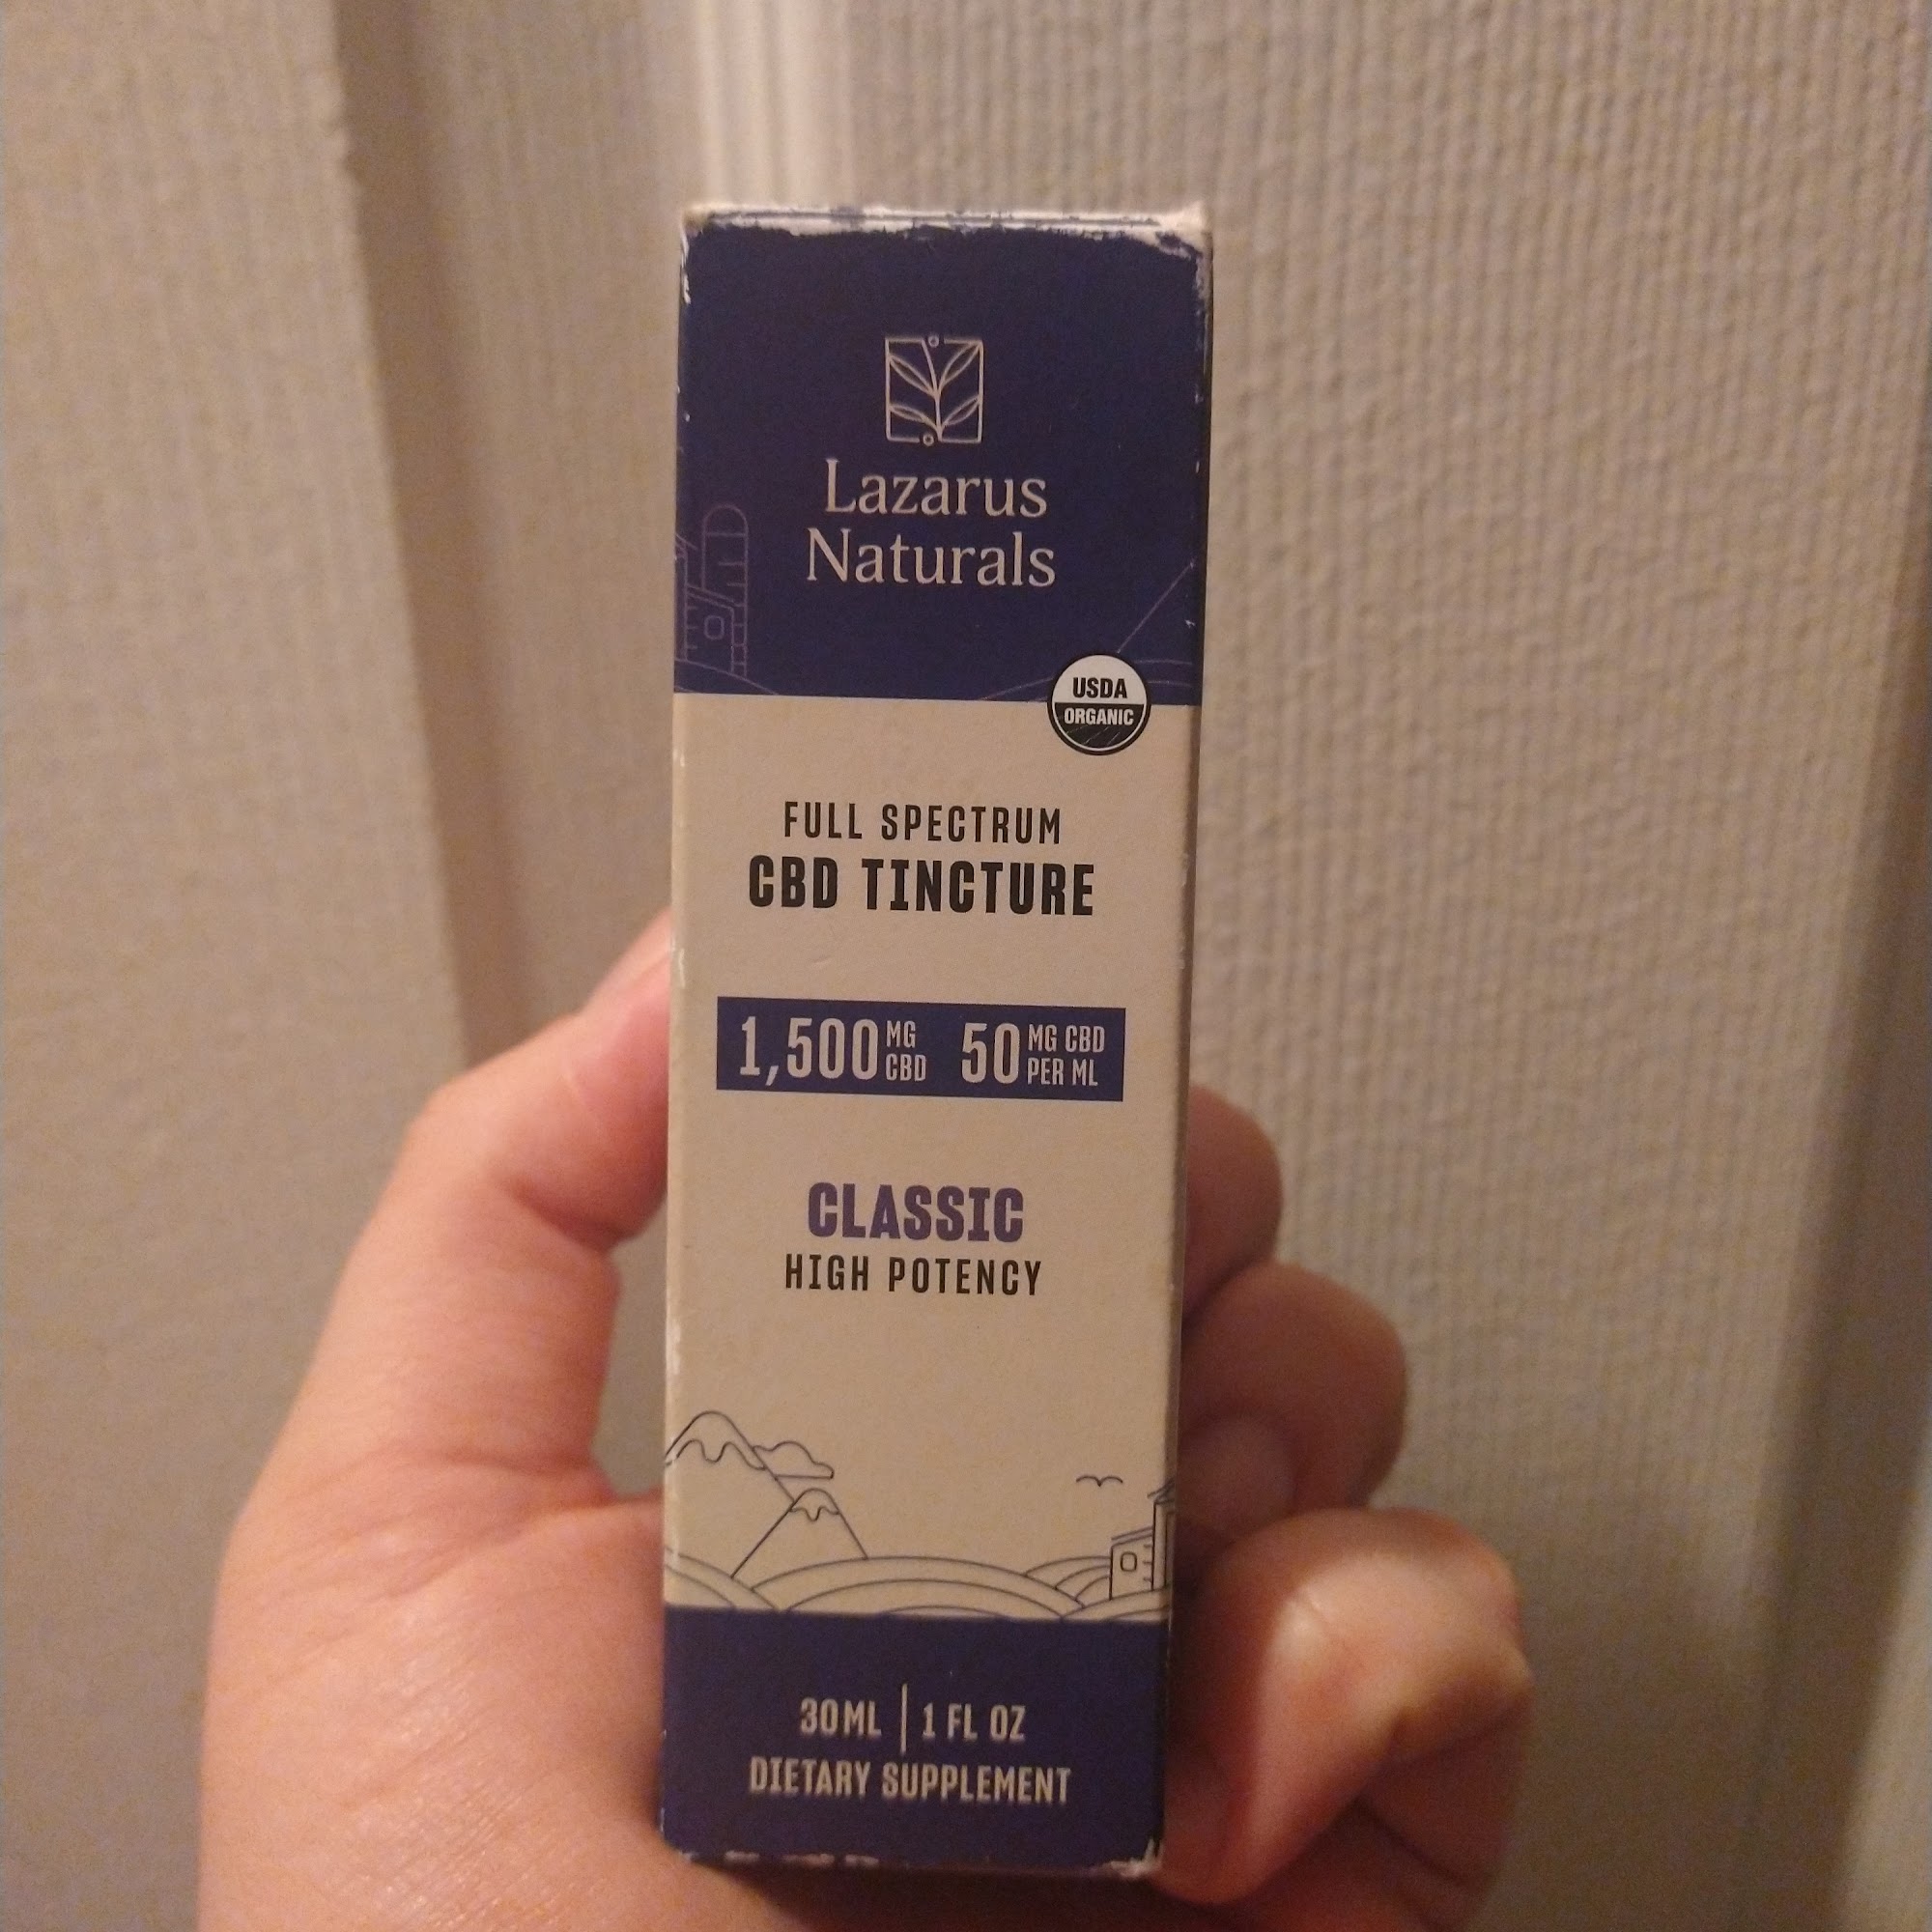 Lazarus
Naturals
USDA
ORGANIC
FULL SPECTRUM
CBD TINCTURE
1,500 MG CBD 50 MG CBD PER ML
CLASSIC
HIGH POTENCY
30ML | 1 FL OZ
DIETARY SUPPLEMENT